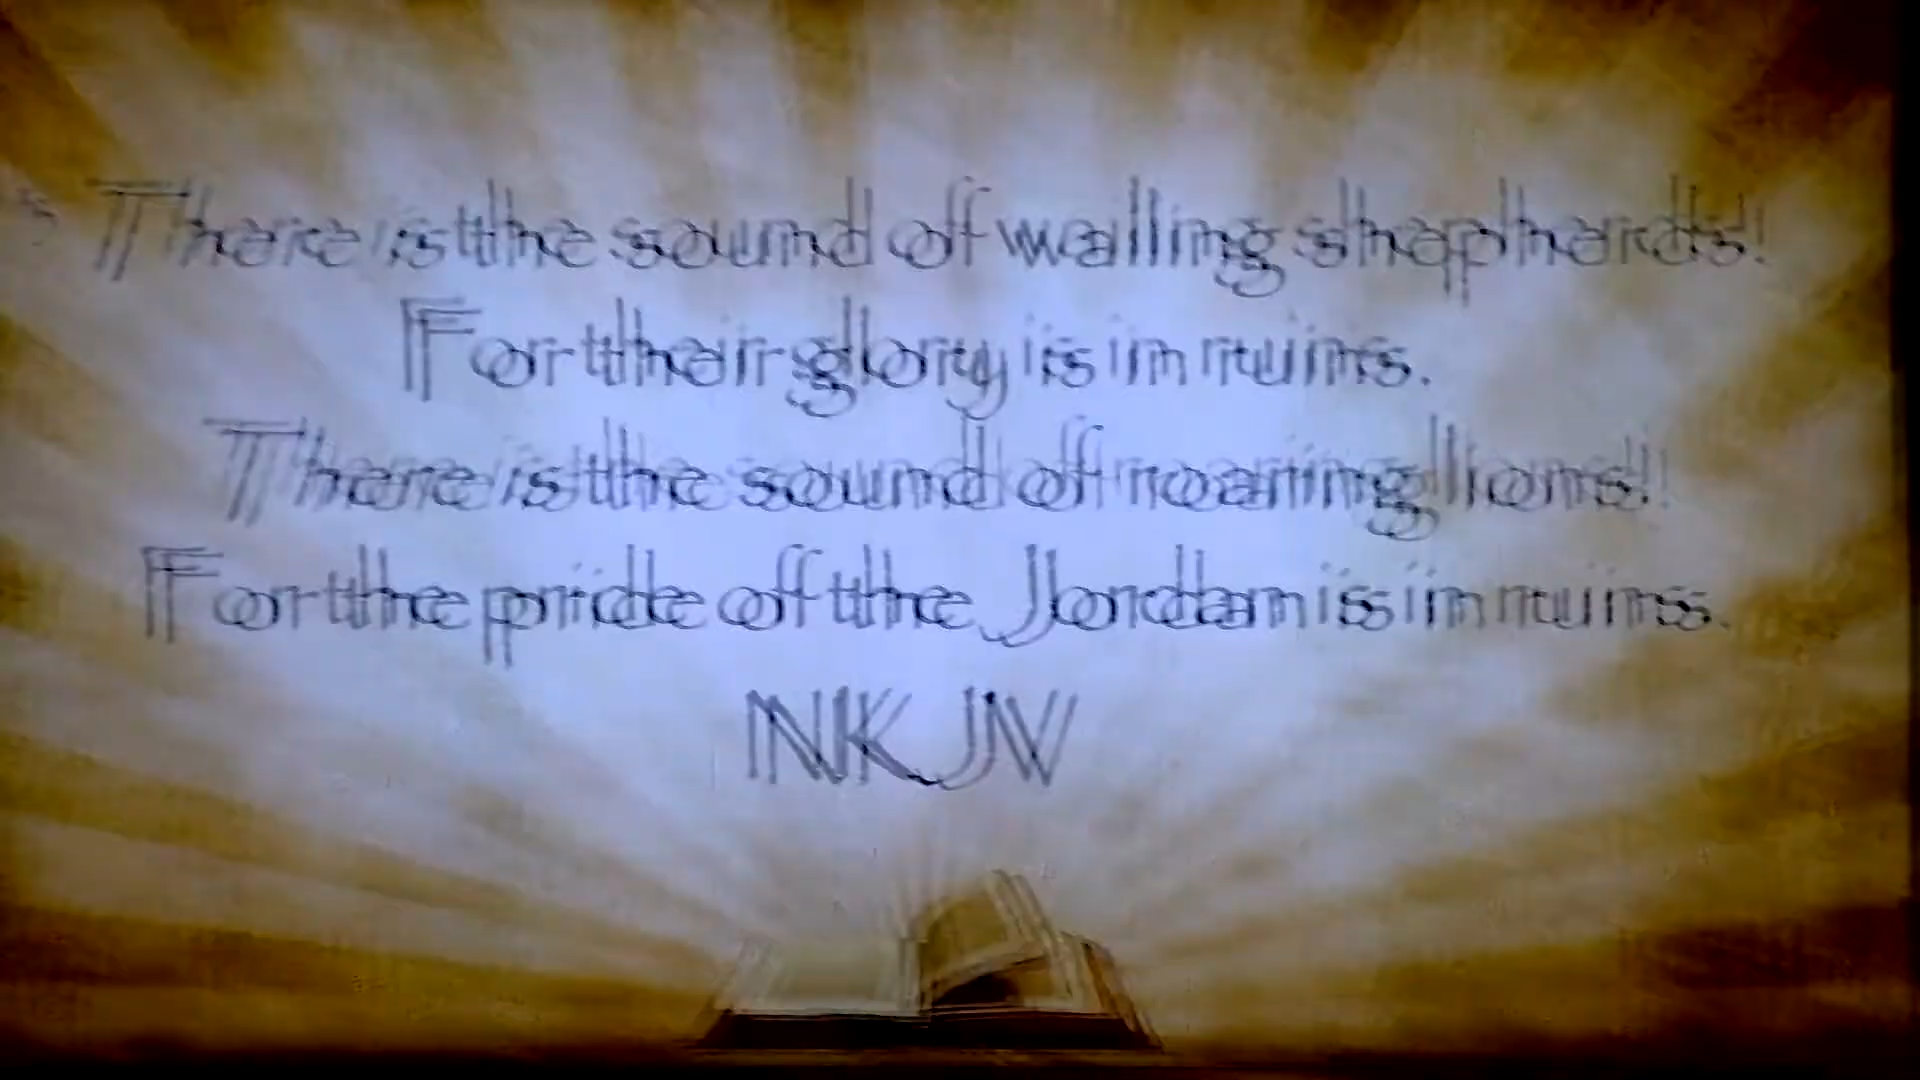 There is the sound of wailing shepherds!
For their glory is in ruins.
There is the sound of roaring lions!
For the pride of the Jordan is in ruins.
NKJV